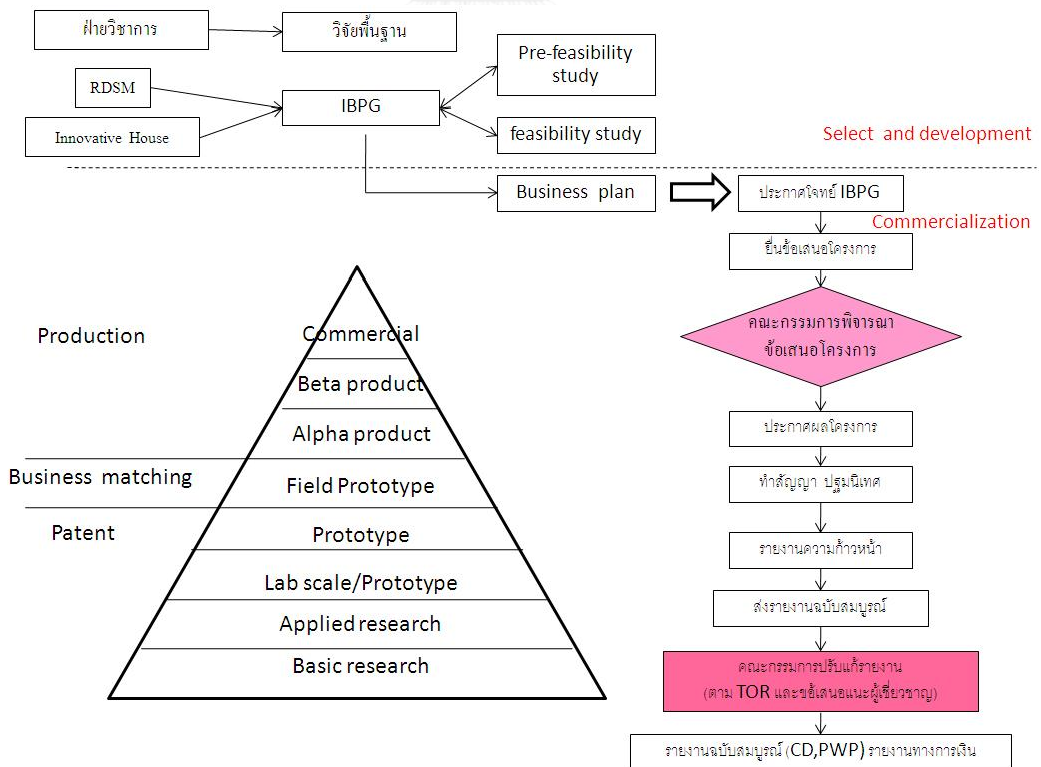 ฝ่ายวิชาการ
วิจัยพื้นฐาน
RDSM
Innovative House
IBPG
Pre-feasibility
study
feasibility study
Select and development
Business plan
ประกาศโจทย์ IBPG
Commercialization
ยื่นข้อเสนอโครงการ
คณะกรรมการพิจารณา
ข้อเสนอโครงการ
ประกาศผลโครงการ
ทำสัญญา ปฐมนิเทศ
รายงานความก้าวหน้า
ส่งรายงานฉบับสมบูรณ์
คณะกรรมการปรับแก้รายงาน
(ตาม TOR และขอ้เสนอแนะผู้เชี่ยวชาญ)
รายงานฉบับสมบูรณ์ (CD,PWP) รายงานทางการเงิน
Production
Business matching
Patent
Commercial
Beta product
Alpha product
Field Prototype
Prototype
Lab scale/Prototype
Applied research
Basic research